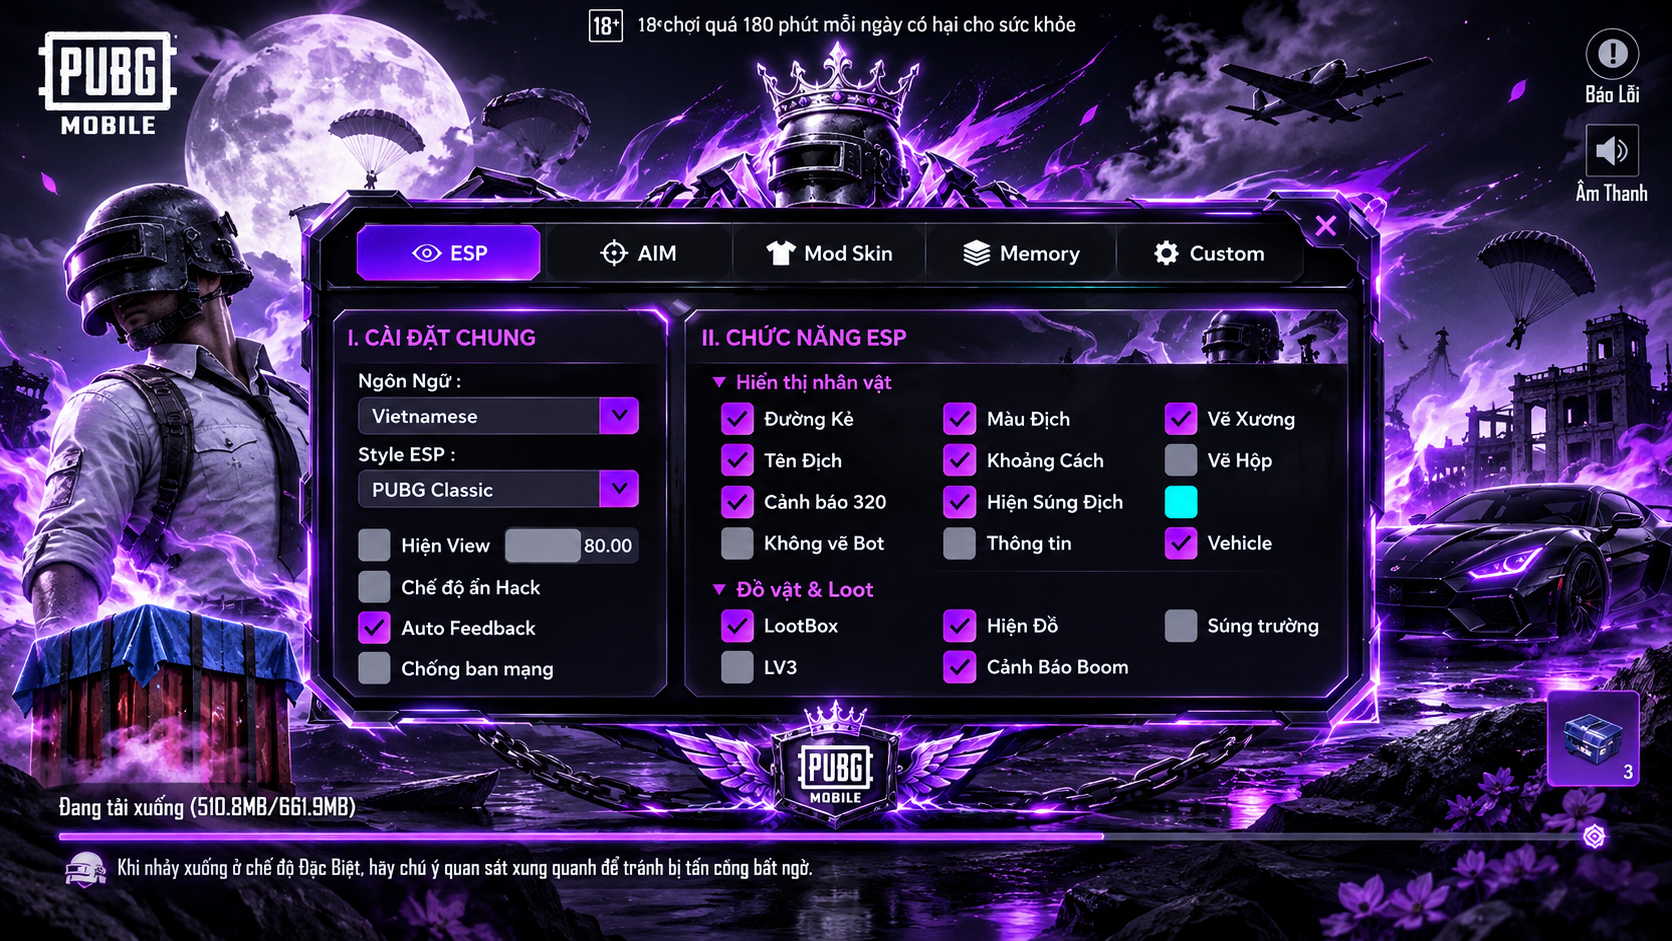 PUBG
MOBILE
18+ 18+chơi quá 180 phút mỗi ngày có hại cho sức khỏe
Báo Lỗi
Âm Thanh
ESP
AIM
Mod Skin
Memory
Custom
I. CÀI ĐẶT CHUNG
Ngôn Ngữ :
Vietnamese
Style ESP :
PUBG Classic
Hiện View 80.00
Chế độ ẩn Hack
Auto Feedback
Chống ban mạng
II. CHỨC NĂNG ESP
Hiển thị nhân vật
Đường Kẻ
Màu Địch
Vẽ Xương
Tên Địch
Khoảng Cách
Vẽ Hộp
Cảnh báo 320
Hiện Súng Địch
Không vẽ Bot
Thông tin
Vehicle
Đồ vật & Loot
LootBox
Hiện Đồ
Súng trường
LV3
Cảnh Báo Boom
PUBG
MOBILE
3
Đang tải xuống (510.8MB/661.9MB)
Khi nhảy xuống ở chế độ Đặc Biệt, hãy chú ý quan sát xung quanh để tránh bị tấn công bất ngờ.